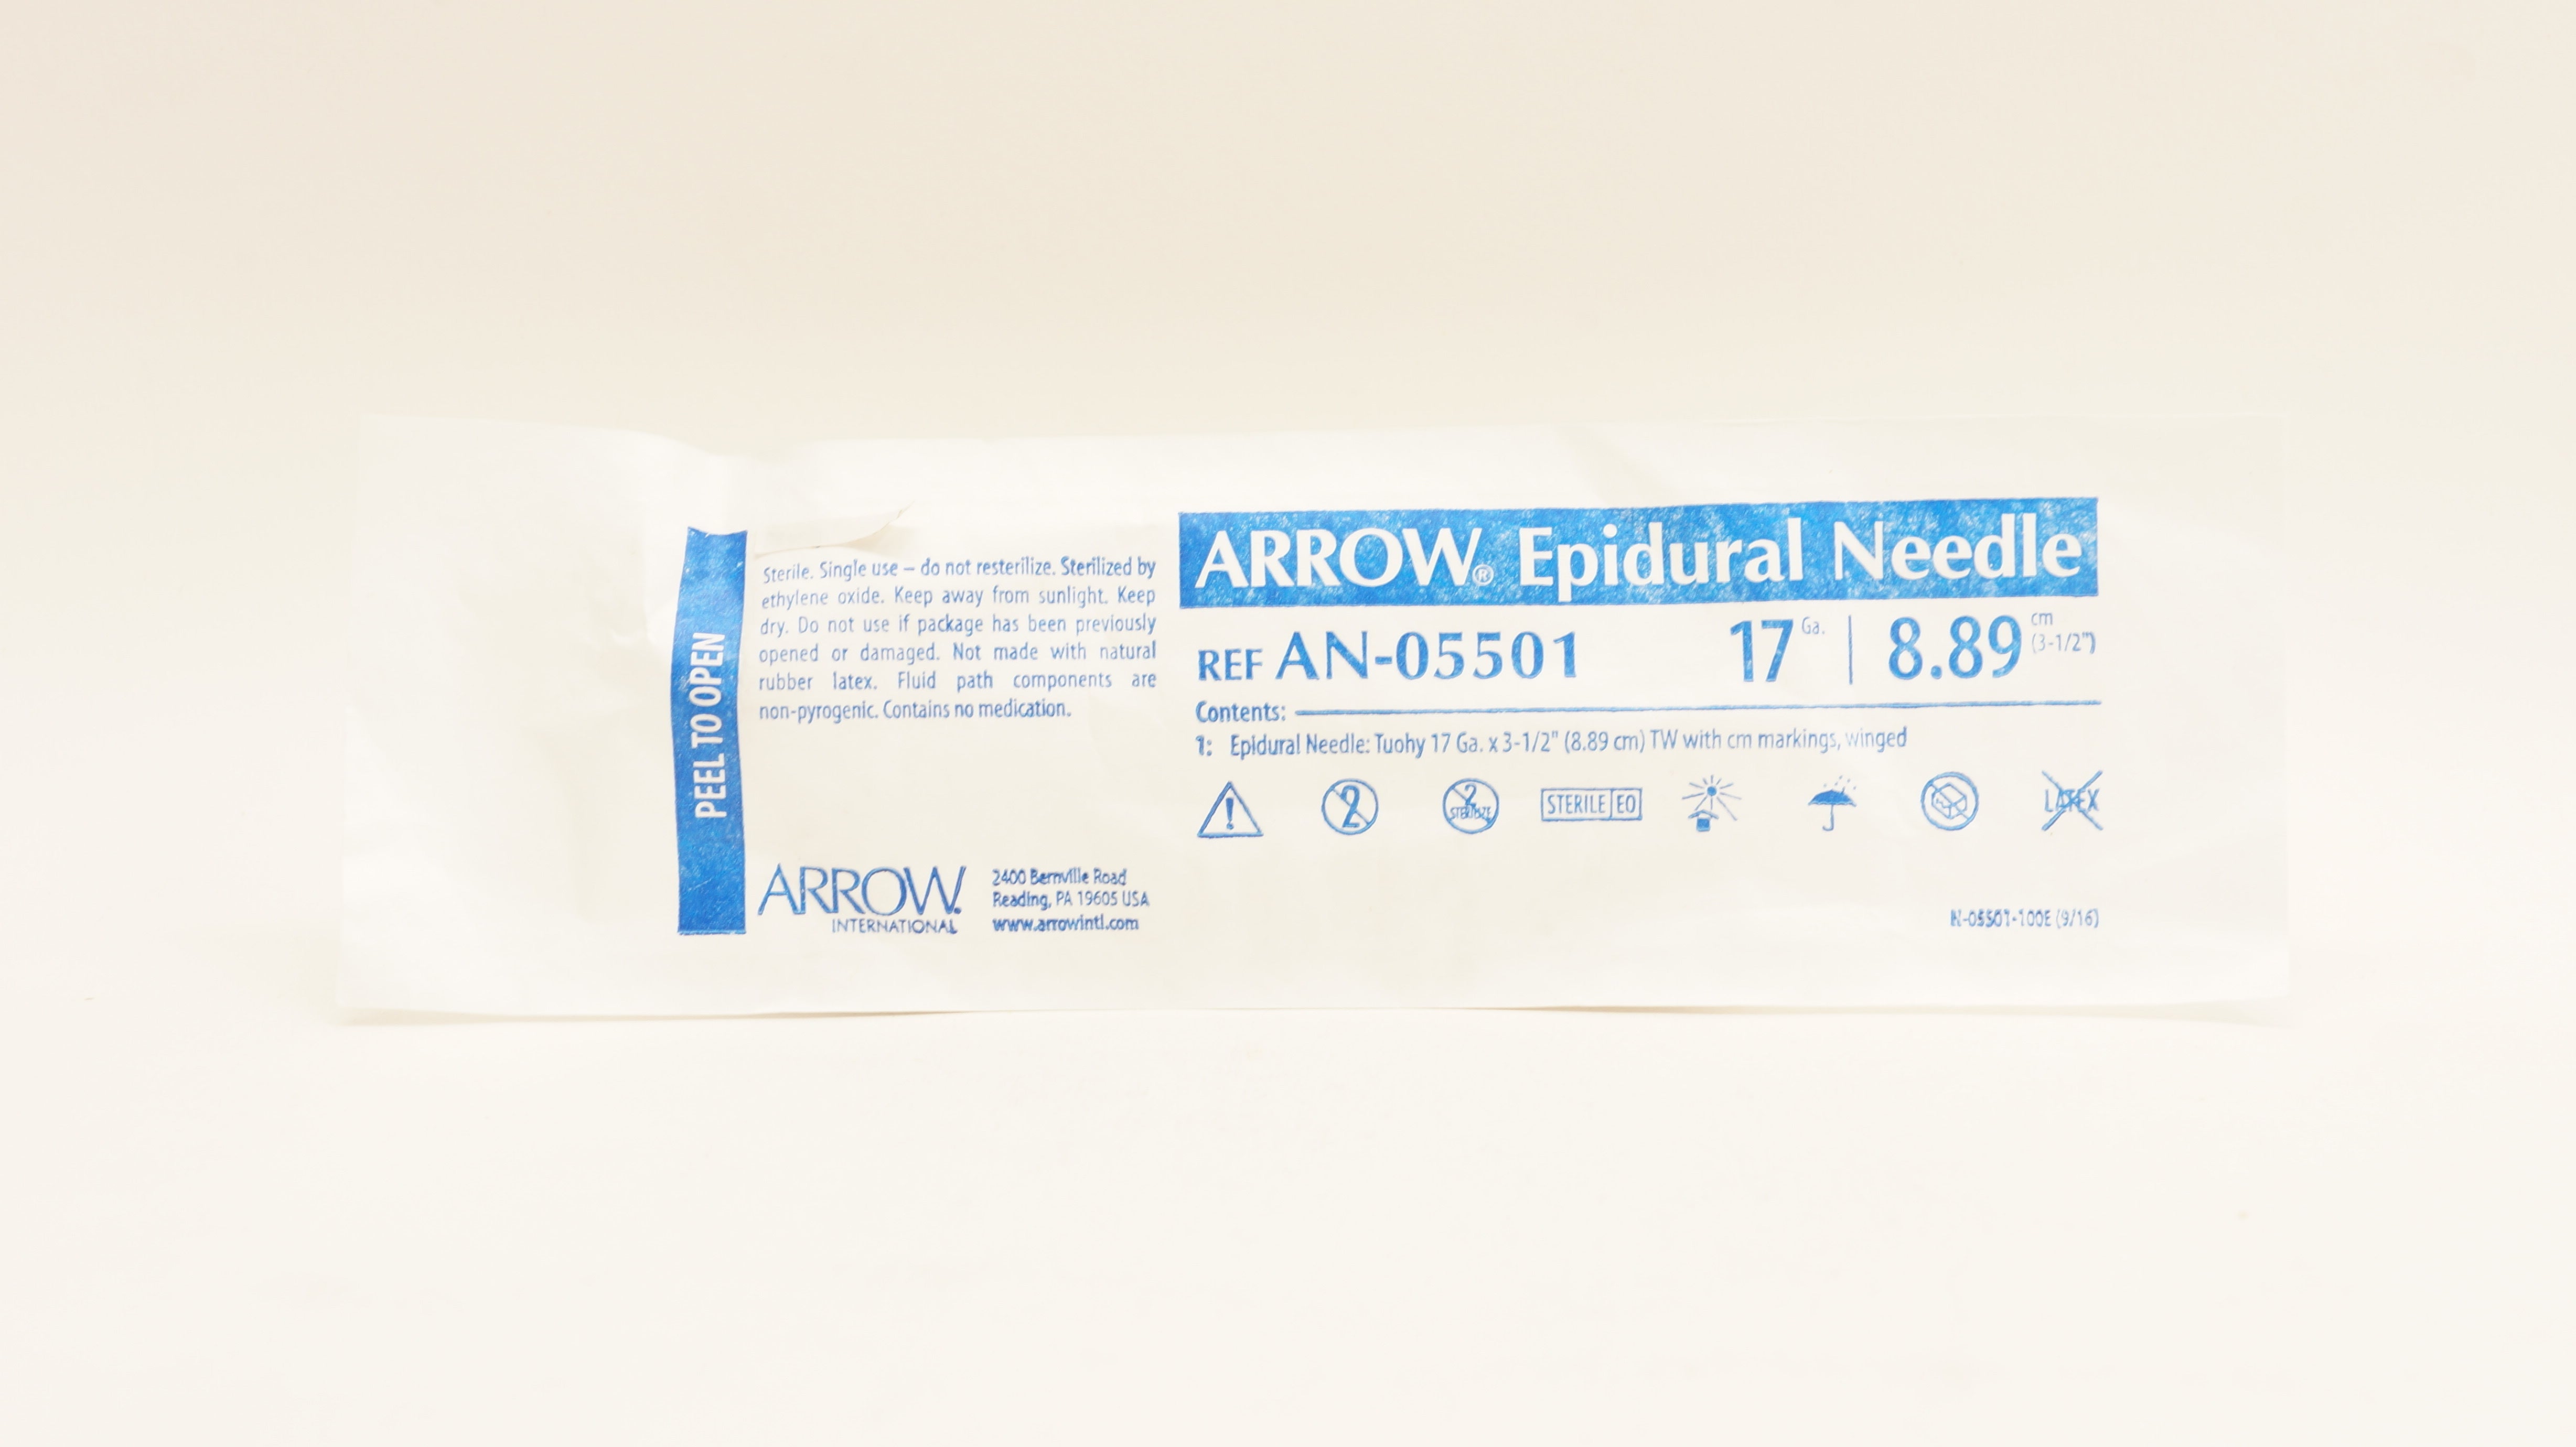 PEEL TO OPEN
Sterile. Single use – do not resterilize. Sterilized by
ethylene oxide. Keep away from sunlight. Keep
dry. Do not use if package has been previously
opened or damaged. Not made with natural
rubber latex. Fluid path components are
non-pyrogenic. Contains no medication.
ARROW
INTERNATIONAL
2400 Bernville Road
Reading, PA 19605 USA
www.arrowintl.com
ARROW® Epidural Needle
REF AN-05501
17 Ga. | 8.89 cm (3-1/2")
Contents:
1: Epidural Needle: Tuohy 17 Ga. x 3-1/2" (8.89 cm) TW with cm markings, winged
2
2 STERILIZE
STERILE EO
LATEX
N-05501-100E (9/16)